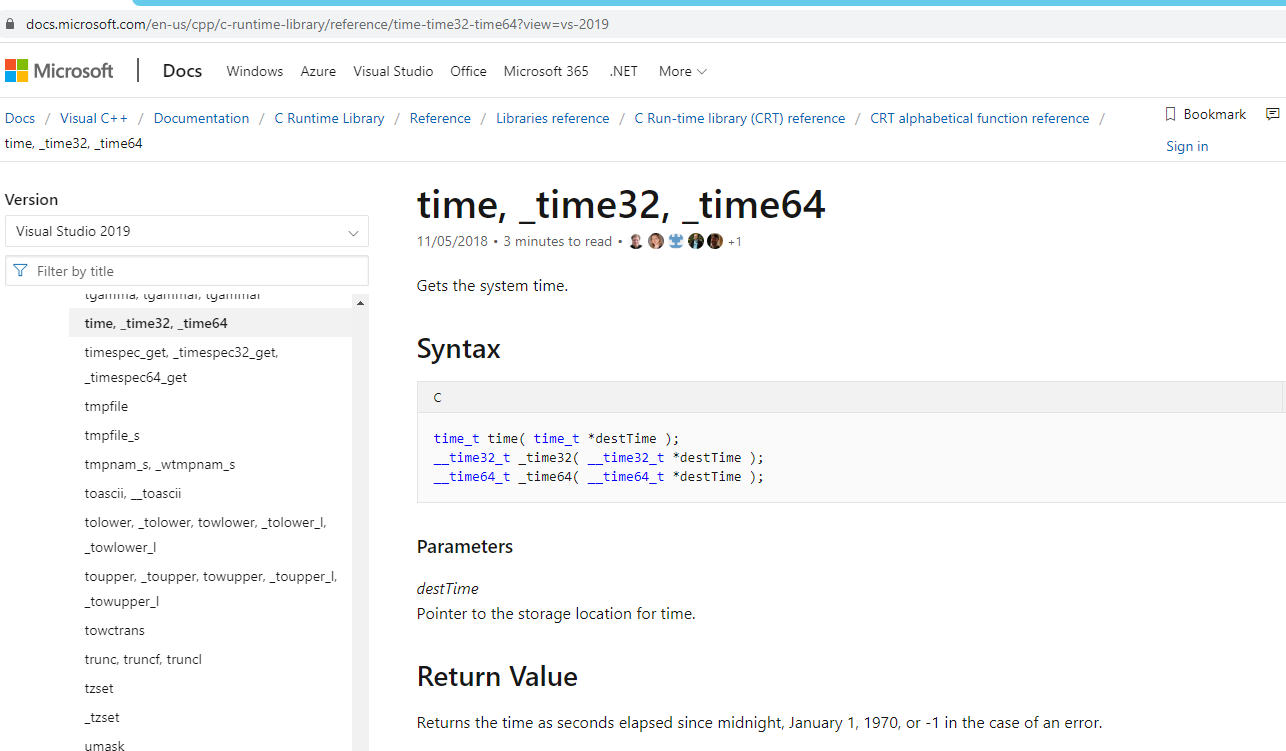 docs.microsoft.com/en-us/cpp/c-runtime-library/reference/time-time32-time64?view=vs-2019
Microsoft | Docs Windows Azure Visual Studio Office Microsoft 365 .NET More
Docs / Visual C++ / Documentation / C Runtime Library / Reference / Libraries reference / C Run-time library (CRT) reference / CRT alphabetical function reference /
time, _time32, _time64
Bookmark
Sign in
Version
Visual Studio 2019
Filter by title
tgamma, tgammaf, tgammal
time, _time32, _time64
timespec_get, _timespec32_get,
_timespec64_get
tmpfile
tmpfile_s
tmpnam_s, _wtmpnam_s
toascii, __toascii
tolower, _tolower, towlower, _tolower_l,
_towlower_l
toupper, _toupper, towupper, _toupper_l,
_towupper_l
towctrans
trunc, truncf, truncl
tzset
_tzset
umask
time, _time32, _time64
11/05/2018 • 3 minutes to read • +1
Gets the system time.
Syntax
C
time_t time( time_t *destTime );
__time32_t _time32( __time32_t *destTime );
__time64_t _time64( __time64_t *destTime );
Parameters
destTime
Pointer to the storage location for time.
Return Value
Returns the time as seconds elapsed since midnight, January 1, 1970, or -1 in the case of an error.